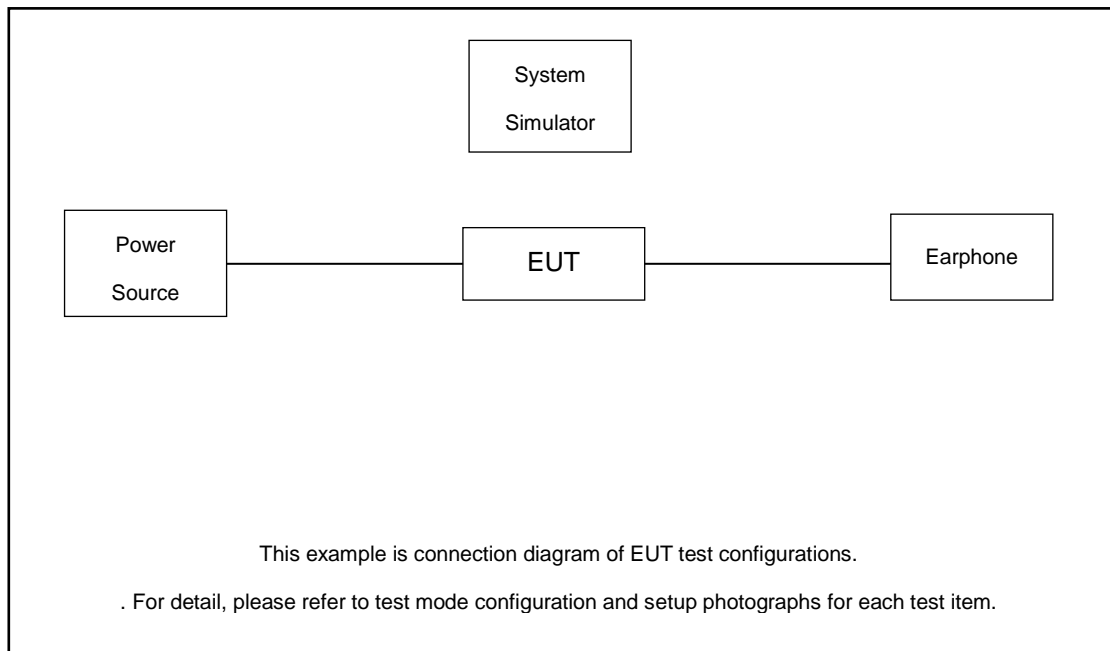 System
Simulator
Power
Source
EUT
Earphone
This example is connection diagram of EUT test configurations.
. For detail, please refer to test mode configuration and setup photographs for each test item.